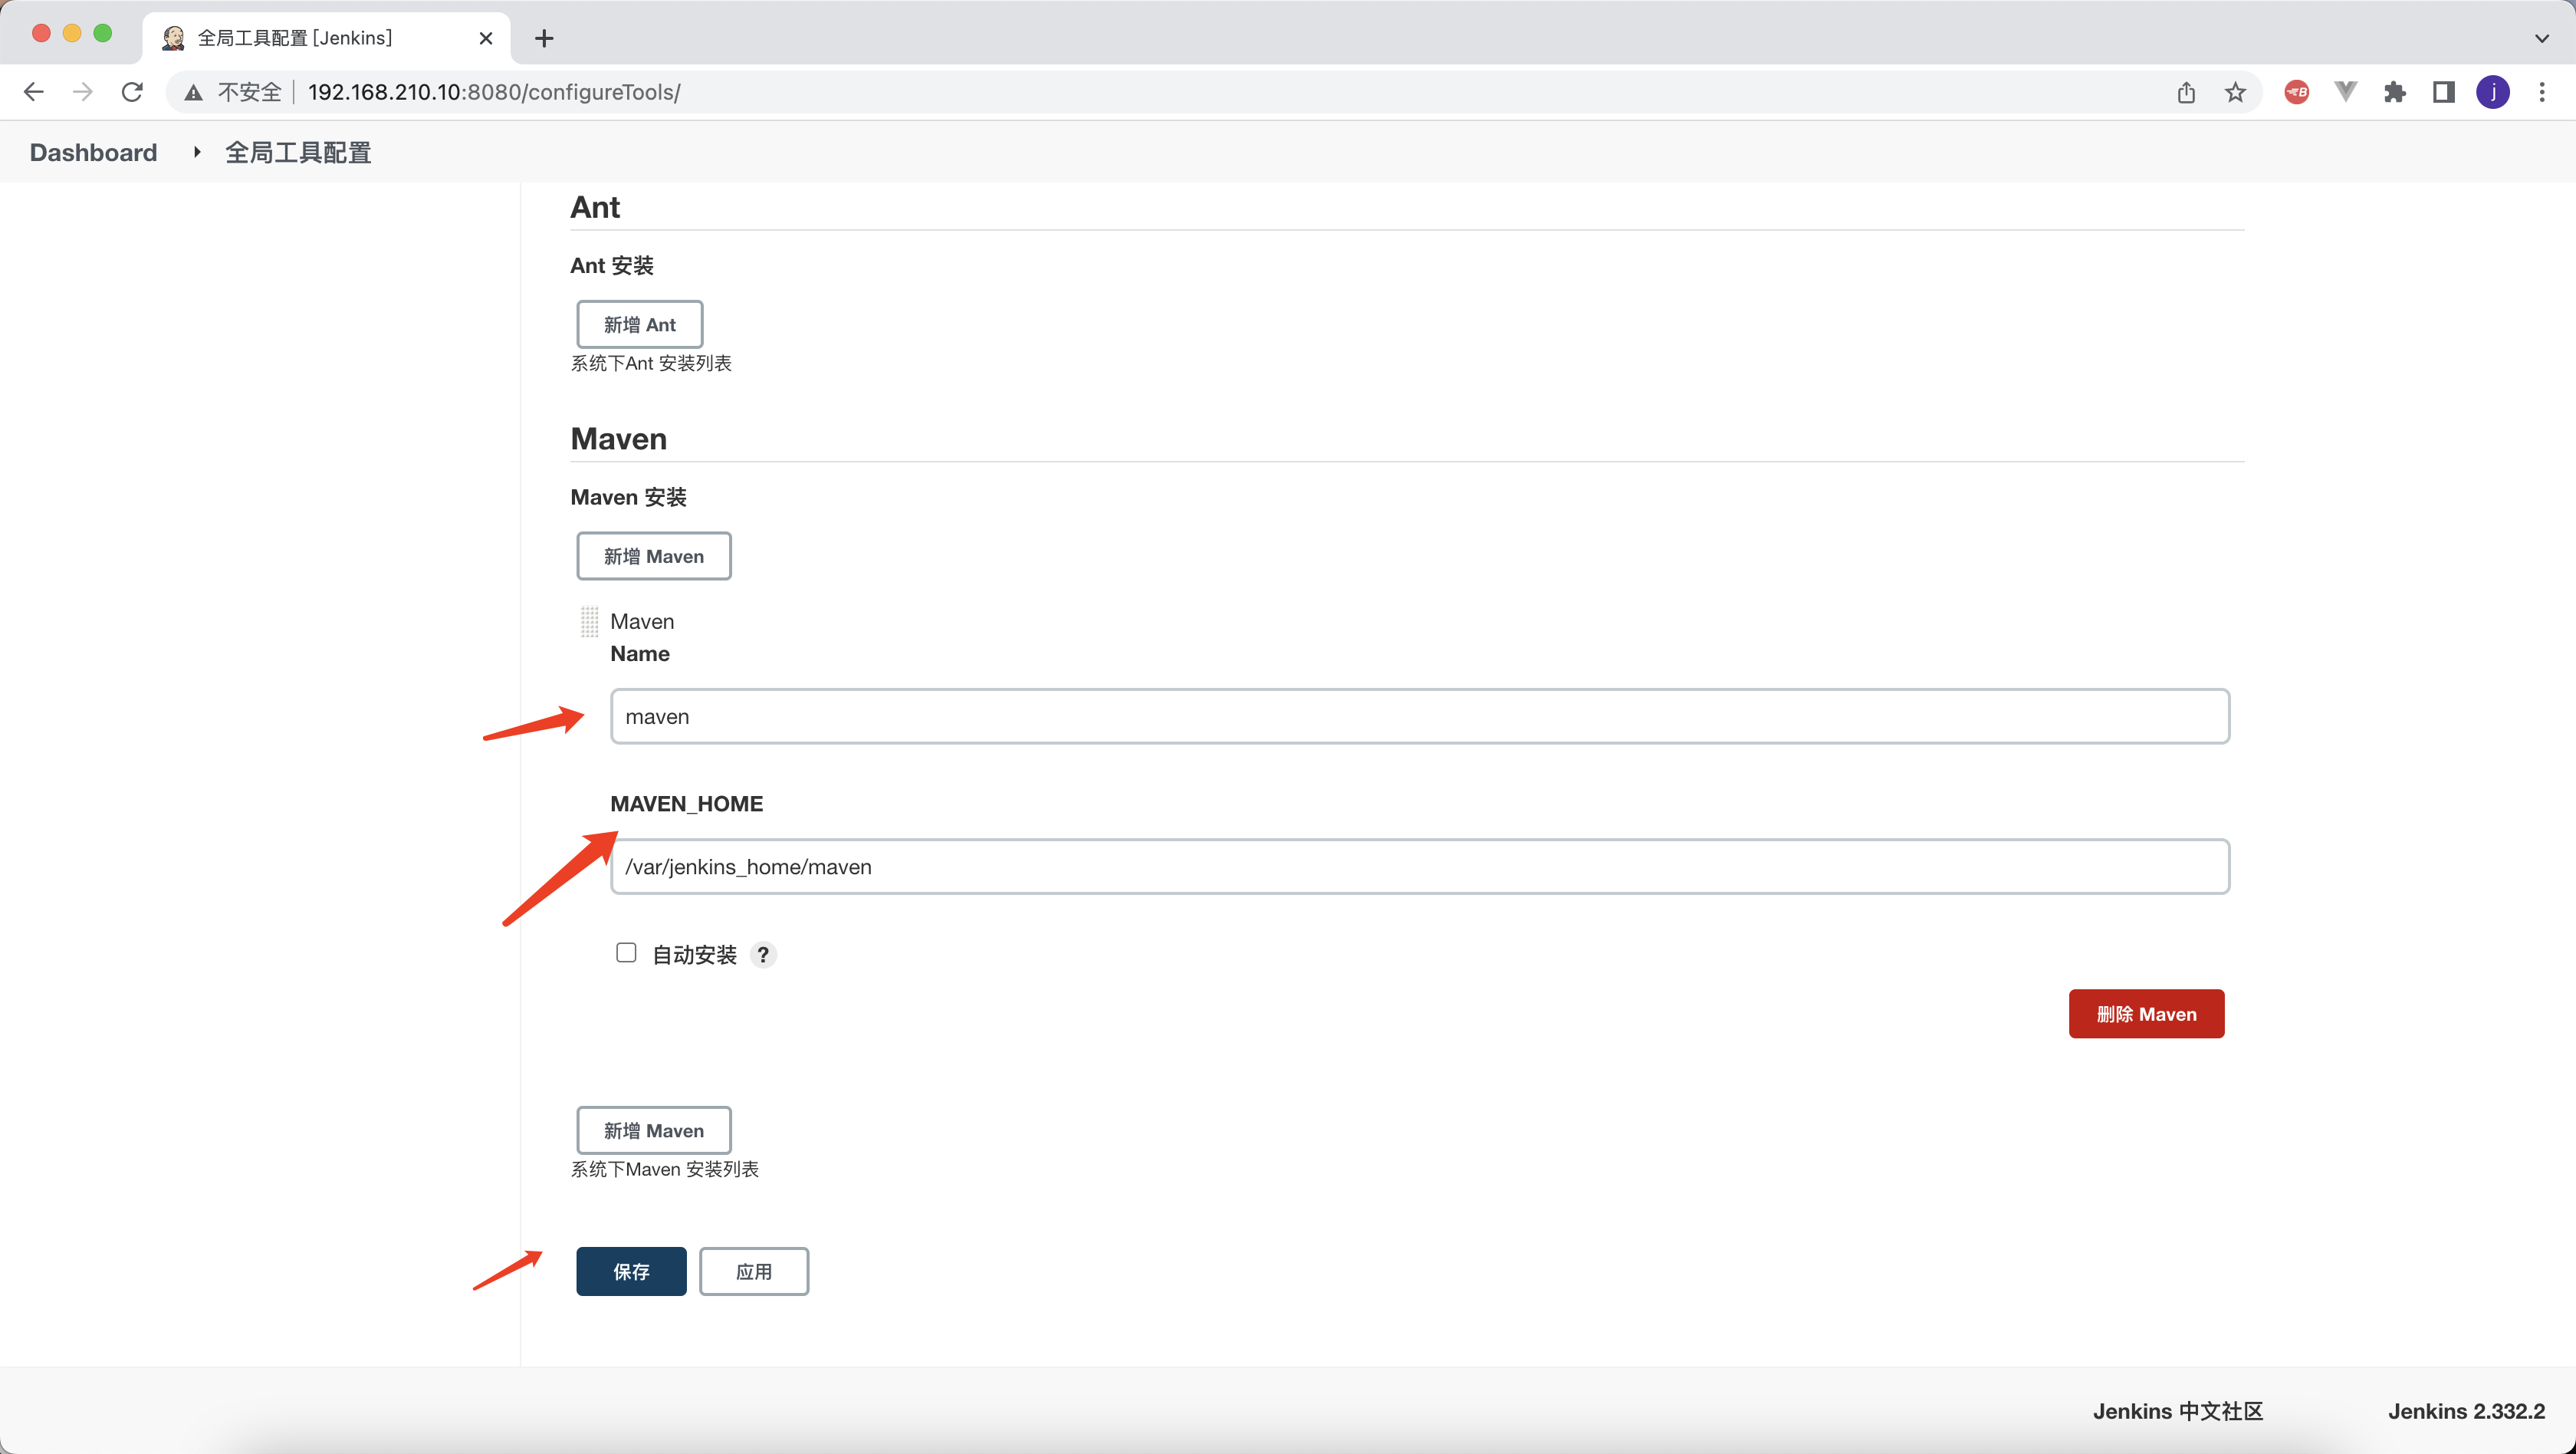 全局工具配置 [Jenkins]
不安全 192.168.210.10:8080/configureTools/
j
Dashboard 全局工具配置
Ant
Ant 安装
新增 Ant
系统下Ant 安装列表
Maven
Maven 安装
新增 Maven
Maven
Name
maven
MAVEN_HOME
/var/jenkins_home/maven
自动安装 ?
删除 Maven
新增 Maven
系统下Maven 安装列表
保存 应用
Jenkins 中文社区 Jenkins 2.332.2